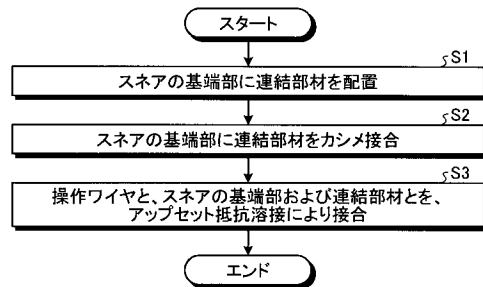 スタート
S1
スネアの基端部に連結部材を配置
S2
スネアの基端部に連結部材をカシメ接合
S3
操作ワイヤと、スネアの基端部および連結部材とを、
アップセット抵抗溶接により接合
エンド